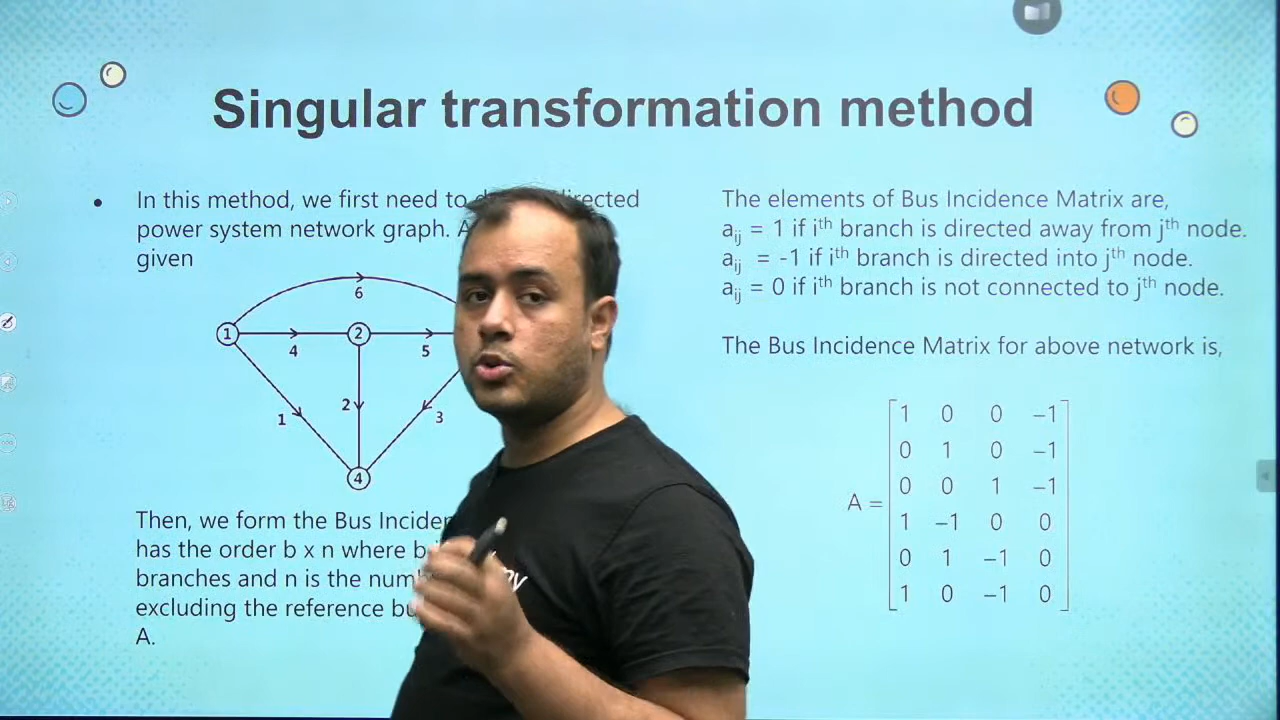 Singular transformation method
In this method, we first need to directed
power system network graph. A
given
6
1
2
4
5
2
1
3
4
Then, we form the Bus
has the order b x n where b
branches and n is the
excluding the reference
A.
The elements of Bus Incidence Matrix are,
aij = 1 if ith branch is directed away from jth node.
aij = -1 if ith branch is directed into jth node.
aij = 0 if ith branch is not connected to jth node.
The Bus Incidence Matrix for above network is,
1 0 0 −1
0 1 0 −1
0 0 1 −1
A =
1 −1 0 0
0 1 −1 0
1 0 −1 0